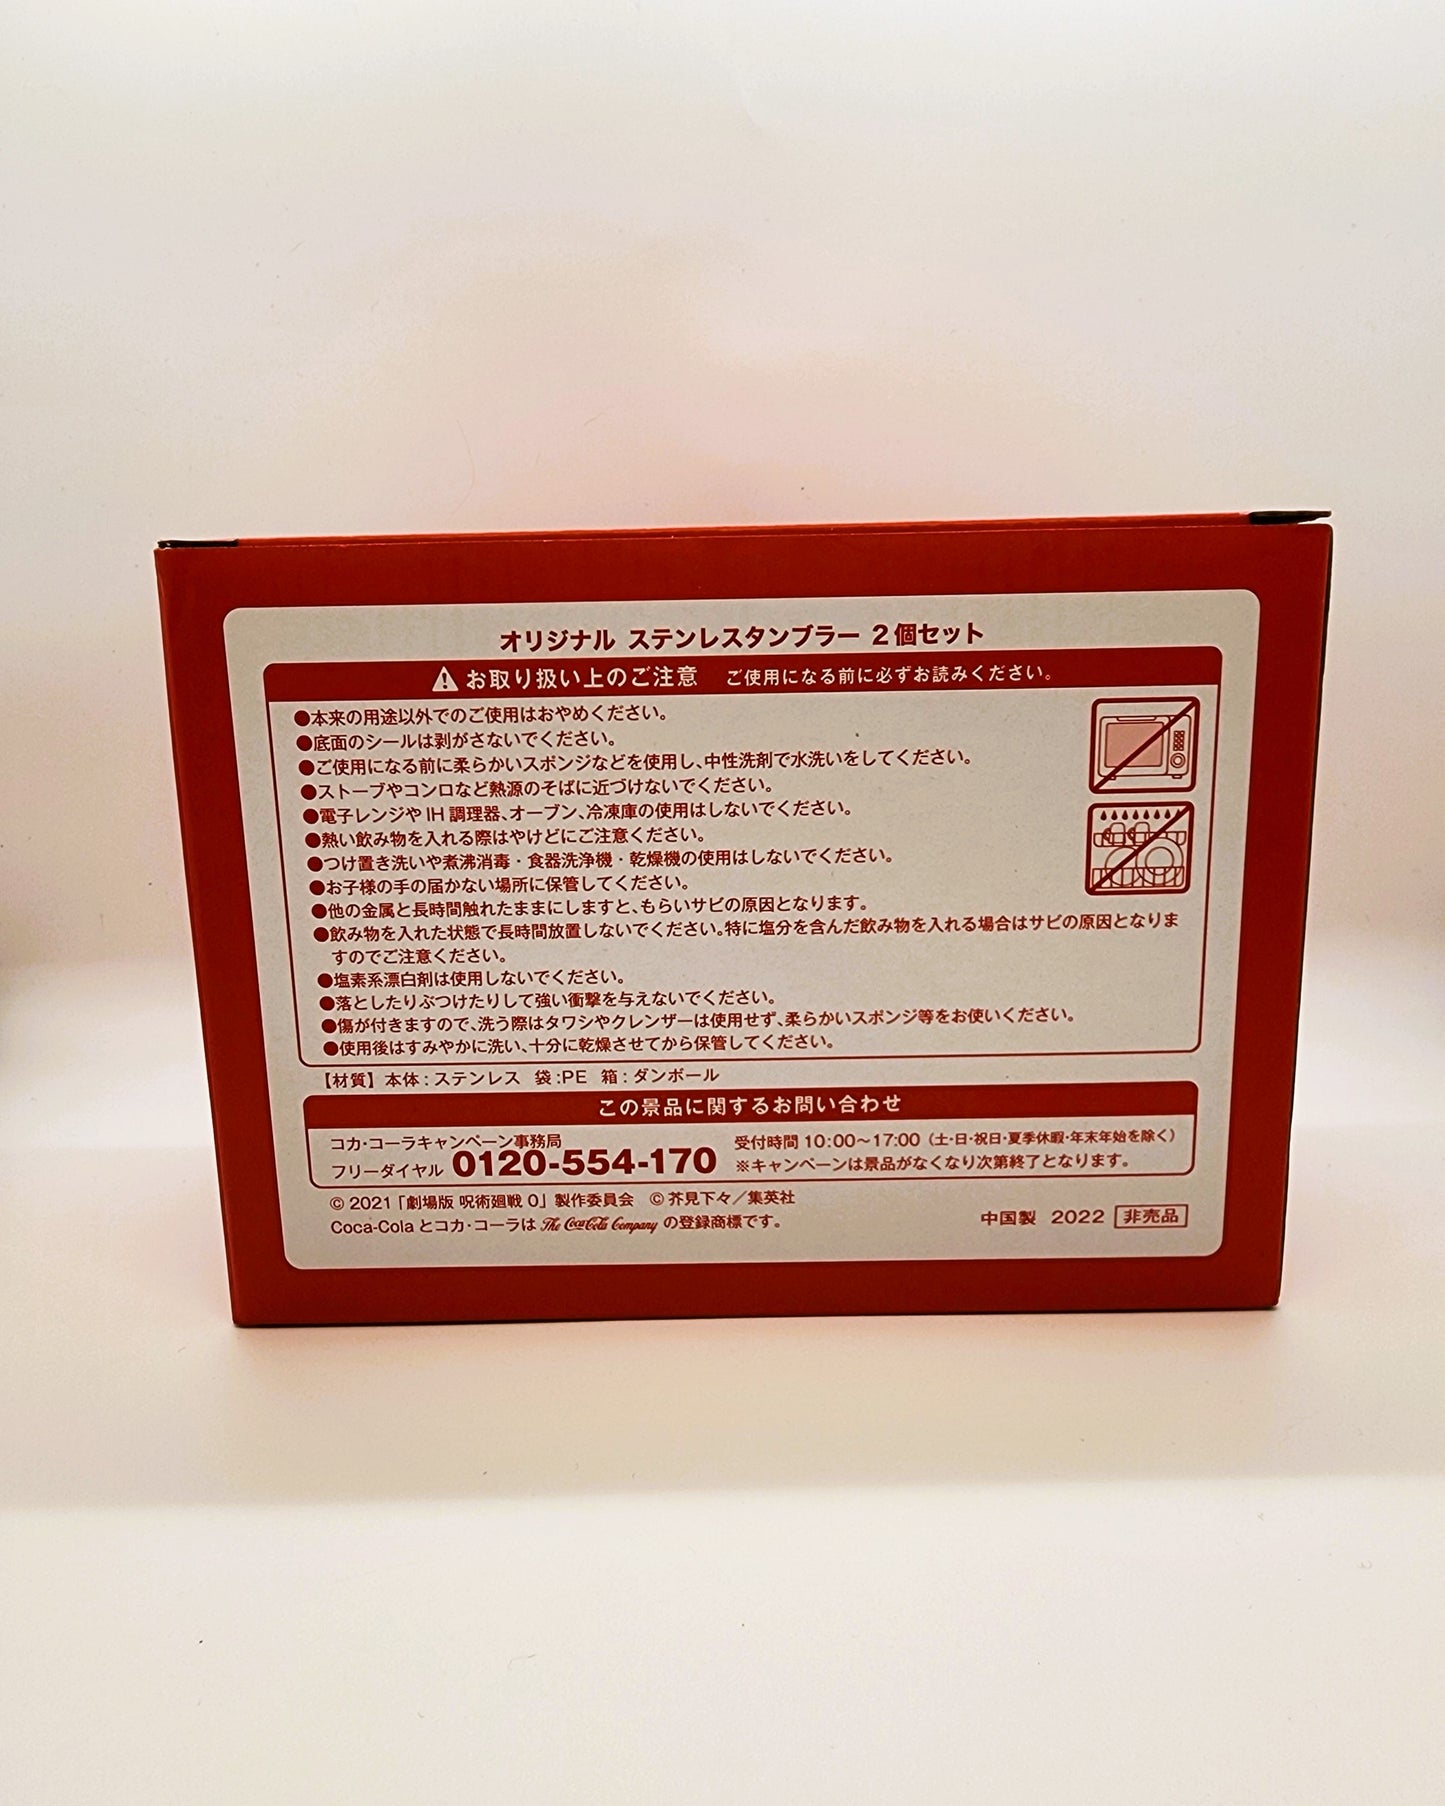 オリジナル ステンレスタンブラー 2個セット
お取り扱い上のご注意 ご使用になる前に必ずお読みください。
●本来の用途以外でのご使用はおやめください。
●底面のシールは剥がさないでください。
●ご使用になる前に柔らかいスポンジなどを使用し、中性洗剤で水洗いをしてください。
●ストーブやコンロなど熱源のそばに近づけないでください。
●電子レンジやIH調理器、オーブン、冷凍庫の使用はしないでください。
●熱い飲み物を入れる際はやけどにご注意ください。
●つけ置き洗いや煮沸消毒・食器洗浄機・乾燥機の使用はしないでください。
●お子様の手の届かない場所に保管してください。
●他の金属と長時間触れたままにしますと、もらいサビの原因となります。
●飲み物を入れた状態で長時間放置しないでください。特に塩分を含んだ飲み物を入れる場合はサビの原因となりま
すのでご注意ください。
●塩素系漂白剤は使用しないでください。
●落としたりぶつけたりして強い衝撃を与えないでください。
●傷が付きますので、洗う際はタワシやクレンザーは使用せず、柔らかいスポンジ等をお使いください。
●使用後はすみやかに洗い、十分に乾燥させてから保管してください。
【材質】本体:ステンレス 袋:PE 箱:ダンボール
この景品に関するお問い合わせ
コカ・コーラキャンペーン事務局
フリーダイヤル 0120-554-170
受付時間 10:00〜17:00（土・日・祝日・夏季休暇・年末年始を除く）
※キャンペーンは景品がなくなり次第終了となります。
© 2021「劇場版 呪術廻戦 0」製作委員会 ©芥見下々／集英社
Coca-Cola とコカ・コーラは The Coca-Cola Company の登録商標です。
中国製 2022 非売品